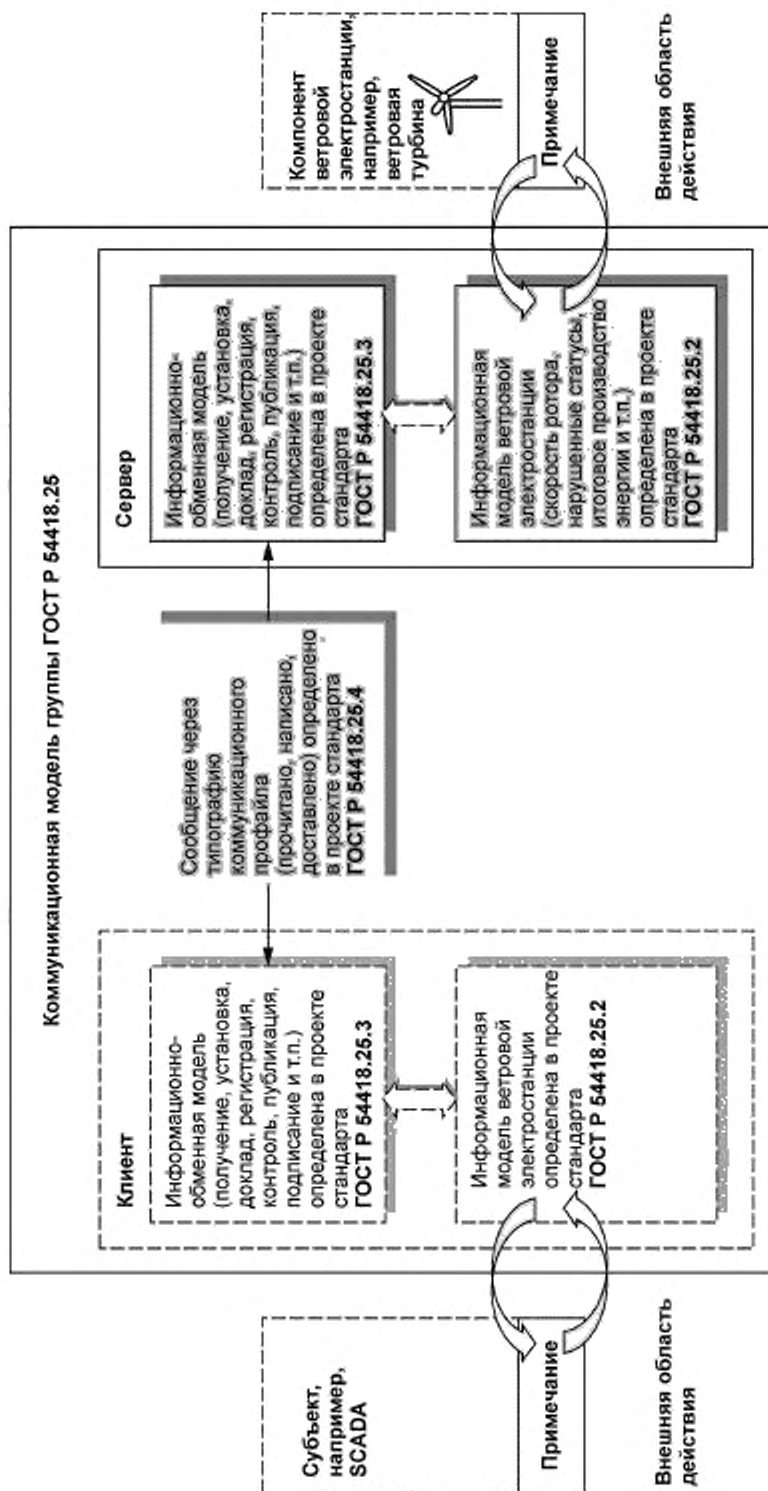 Коммуникационная модель группы ГОСТ Р 54418.25
Субъект,
например,
SCADA
Примечание
Внешняя область
действия
Клиент
Информационно-
обменная модель
(получение, установка,
доклад, регистрация,
контроль, публикация,
подписание и т.п.)
определена в проекте
стандарта
ГОСТ Р 54418.25.3
Информационная
модель ветровой
электростанции
определена в проекте
стандарта
ГОСТ Р 54418.25.2
Сообщение через
типографию
коммуникационного
профайла
(прочитано, написано,
доставлено) определено
в проекте стандарта
ГОСТ Р 54418.25.4
Сервер
Информационно-
обменная модель
(получение, установка,
доклад, регистрация,
контроль, публикация,
подписание и т.п.)
определена в проекте
стандарта
ГОСТ Р 54418.25.3
Информационная
модель ветровой
электростанции
(скорость ротора,
нарушенные статусы,
итоговое производство
энергии и т.п.)
определена в проекте
стандарта
ГОСТ Р 54418.25.2
Компонент
ветровой
электростанции,
например,
ветровая
турбина
Примечание
Внешняя область
действия